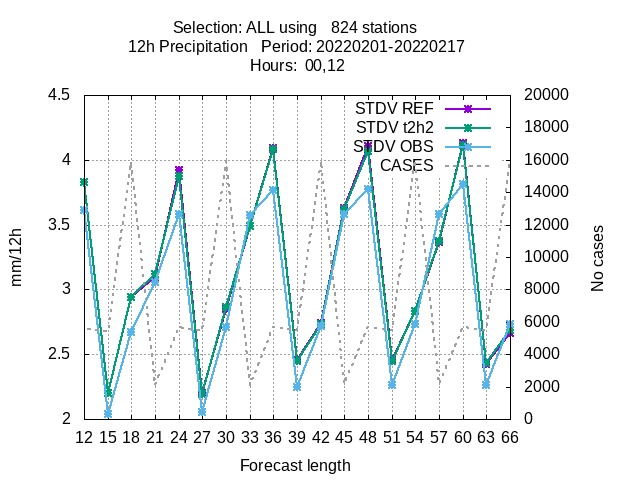 Selection: ALL using 824 stations
12h Precipitation Period: 20220201-20220217
Hours: 00,12
STDV REF
STDV t2h2
STDV OBS
CASES
mm/12h
4.5
4
3.5
3
2.5
2
No cases
20000
18000
16000
14000
12000
10000
8000
6000
4000
2000
0
12 15 18 21 24 27 30 33 36 39 42 45 48 51 54 57 60 63 66
Forecast length